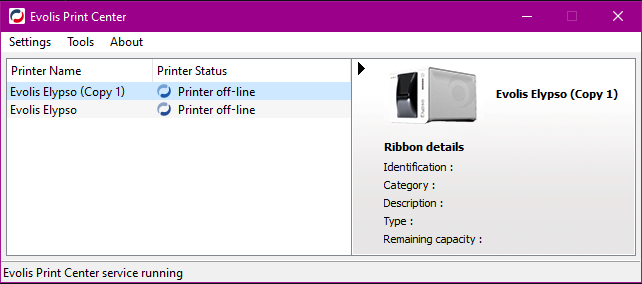 Evolis Print Center
Settings Tools About
Printer Name Printer Status
Evolis Elypso (Copy 1) Printer off-line
Evolis Elypso Printer off-line
Evolis Elypso (Copy 1)
Ribbon details
Identification :
Category :
Description :
Type :
Remaining capacity :
Evolis Print Center service running